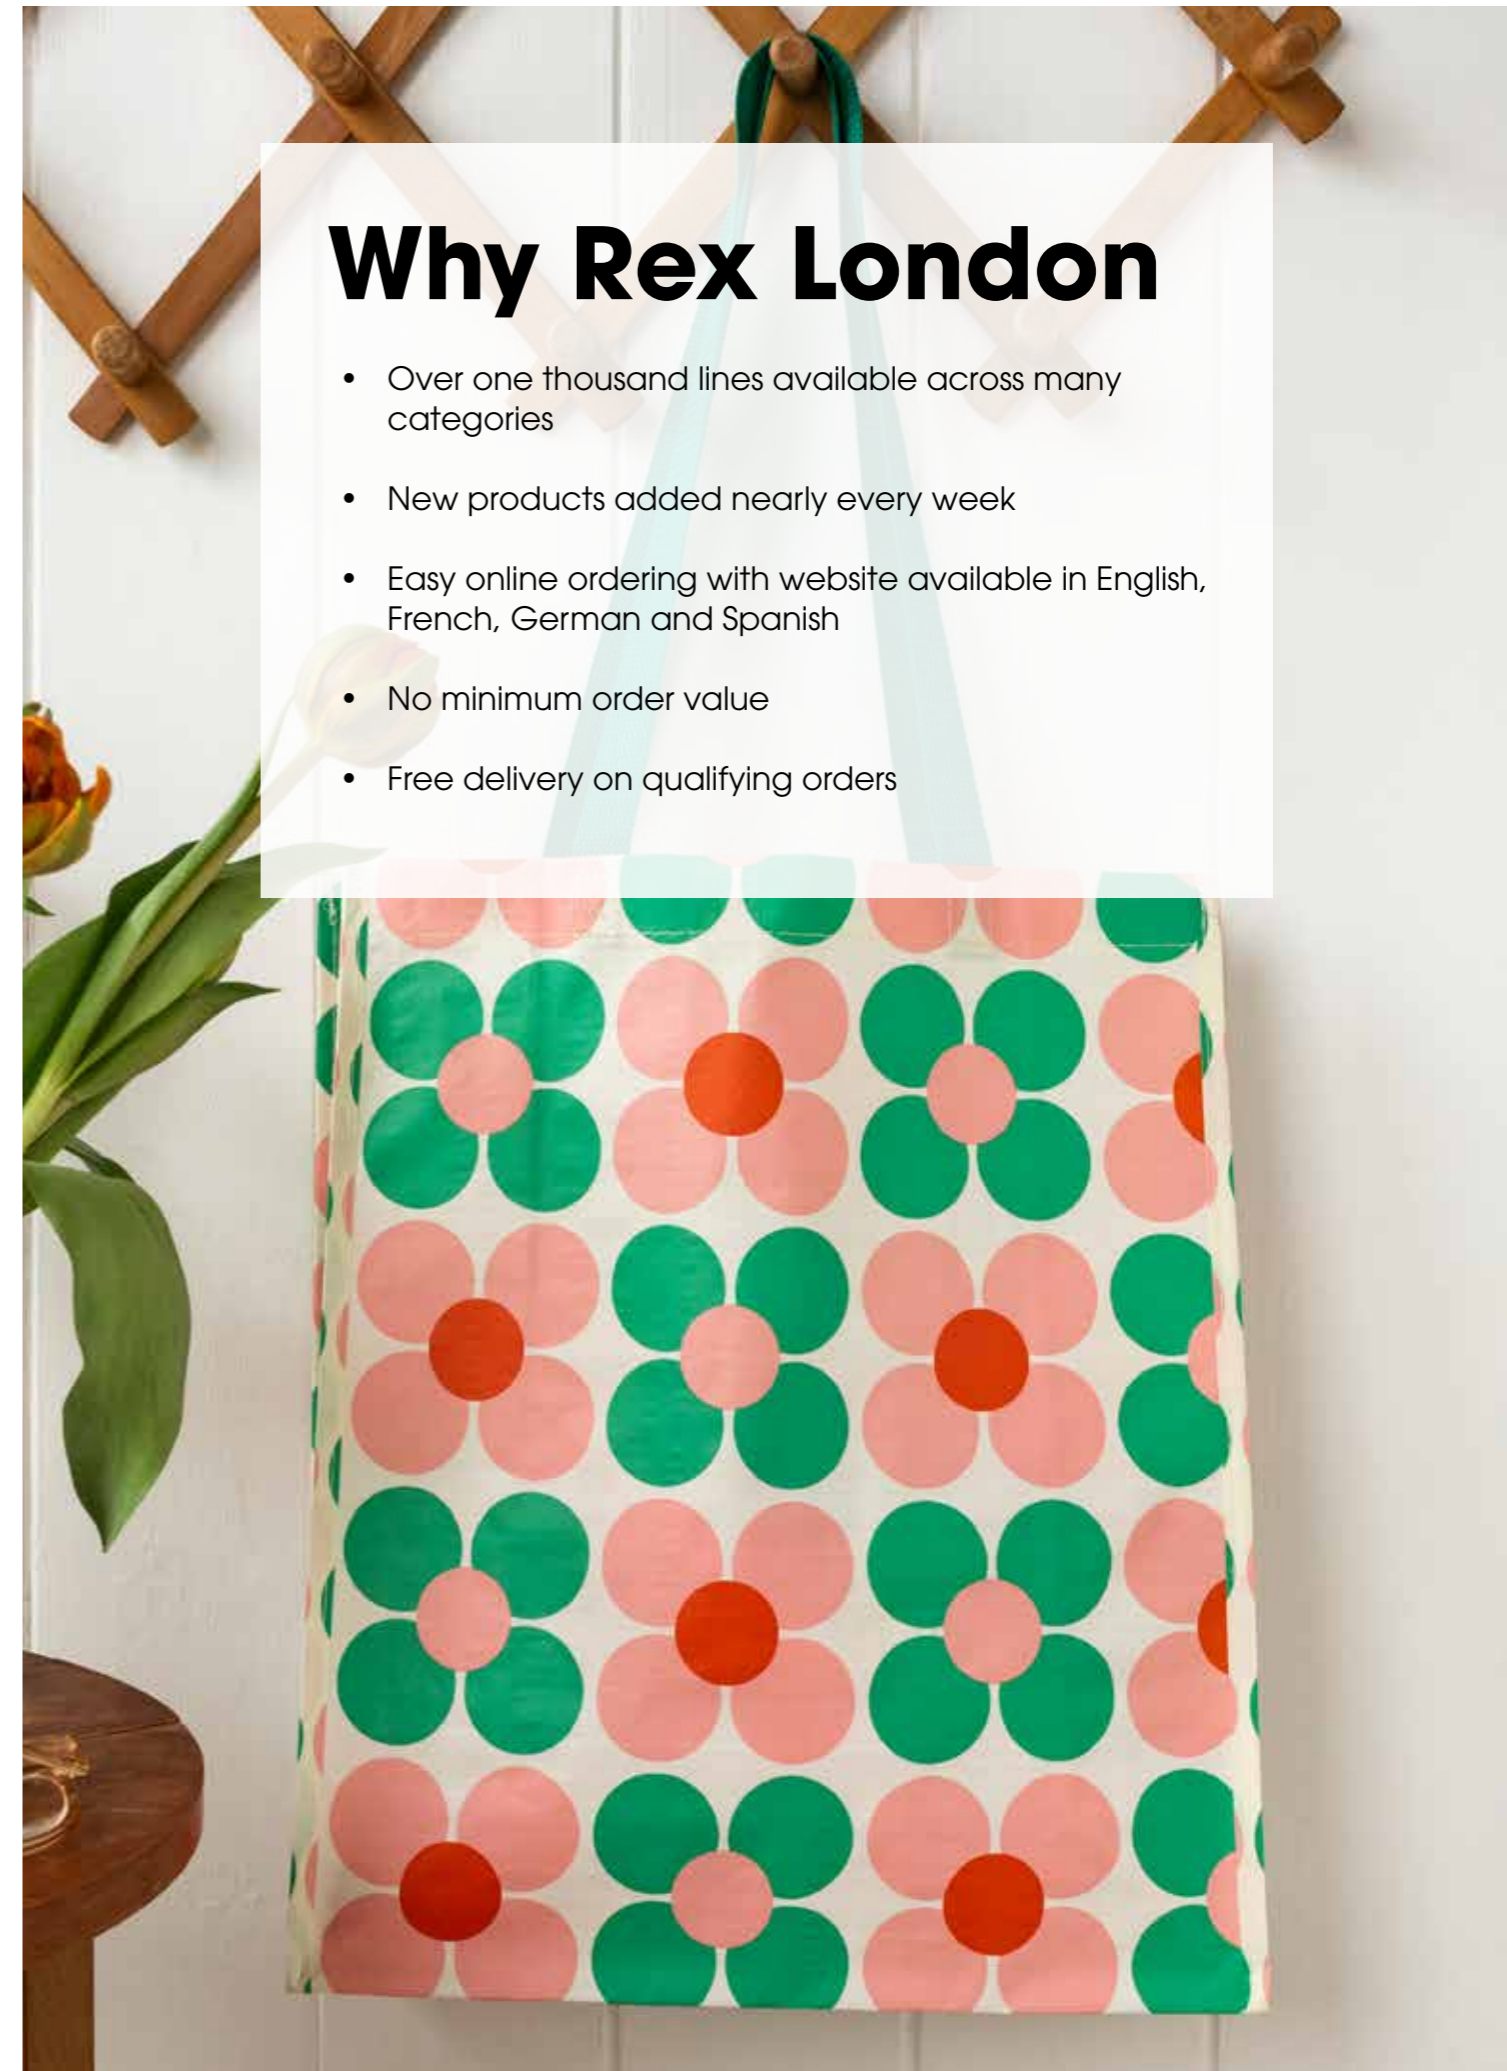 Why Rex London
• Over one thousand lines available across many
categories
• New products added nearly every week
• Easy online ordering with website available in English,
French, German and Spanish
• No minimum order value
• Free delivery on qualifying orders